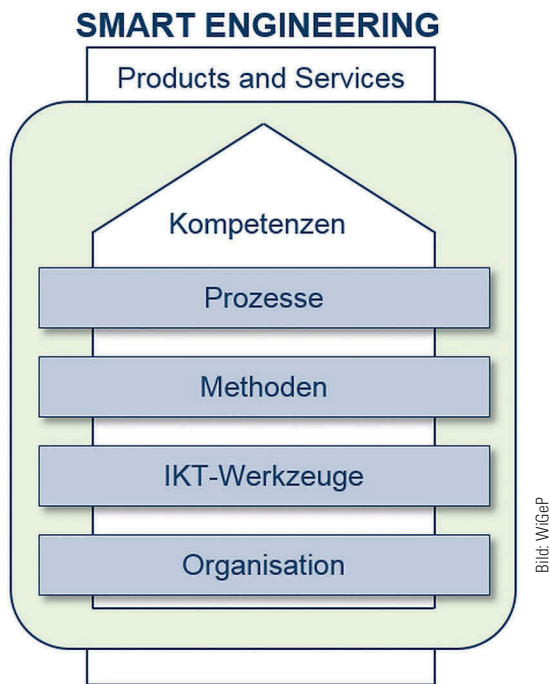 SMART ENGINEERING
Products and Services
Kompetenzen
Prozesse
Methoden
IKT-Werkzeuge
Organisation
Bild: WiGeP